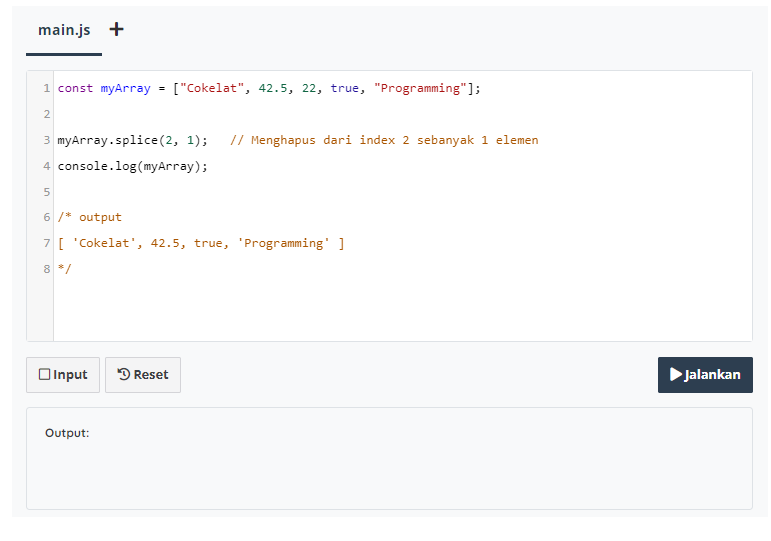 main.js +
1 const myArray = ["Cokelat", 42.5, 22, true, "Programming"];
2
3 myArray.splice(2, 1);   // Menghapus dari index 2 sebanyak 1 elemen
4 console.log(myArray);
5
6 /* output
7 [ 'Cokelat', 42.5, true, 'Programming' ]
8 */
Input Reset Jalankan
Output: